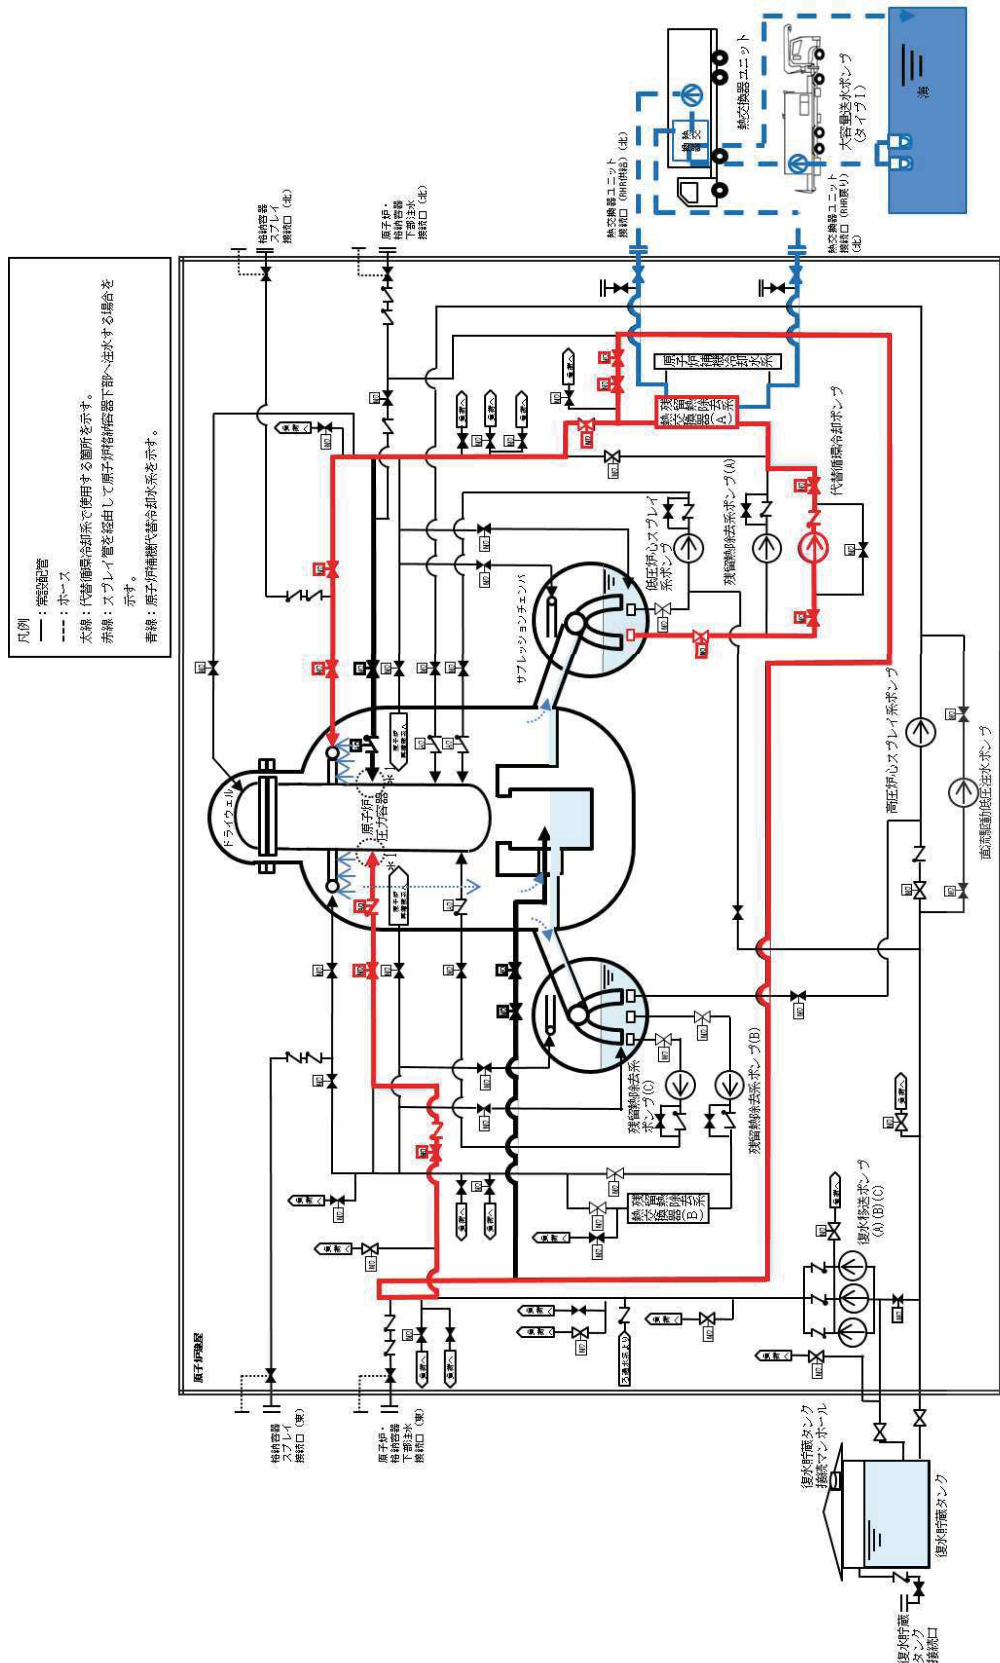 凡例
━━：常設配管
----：ホース
太線：代替循環冷却系で使用する箇所を示す。
赤線：スプレイ管を経由して原子炉格納容器下部へ注水する場合を
示す。
青線：原子炉補機代替冷却水系を示す。
原子炉建屋
格納容器
スプレイ
接続口（北）
原子炉・
格納容器
下部注水
接続口（北）
熱交換器ユニット
接続口（RHR供給）（北）
熱交換器ユニット
接続口（RHR戻り）
（北）
熱交換器ユニット
大容量送水ポンプ
（タイプⅠ）
海
原子炉補機冷却水系
残留熱除去系
熱交換器（A）
代替循環冷却ポンプ
残留熱除去系ポンプ(A)
低圧炉心スプレイ
系ポンプ
サプレッションチェンバ
ドライウェル
原子炉
圧力容器
*1
*1
高圧炉心スプレイ系ポンプ
直流駆動低圧注水ポンプ
残留熱除去系
ポンプ(C)
残留熱除去系ポンプ(B)
残留熱除去系
熱交換器（B）
復水移送ポンプ
(A)(B)(C)
格納容器
スプレイ
接続口（東）
原子炉・
格納容器
下部注水
接続口（東）
復水貯蔵タンク
接続マンホール
復水貯蔵タンク
復水貯蔵
タンク
接続口